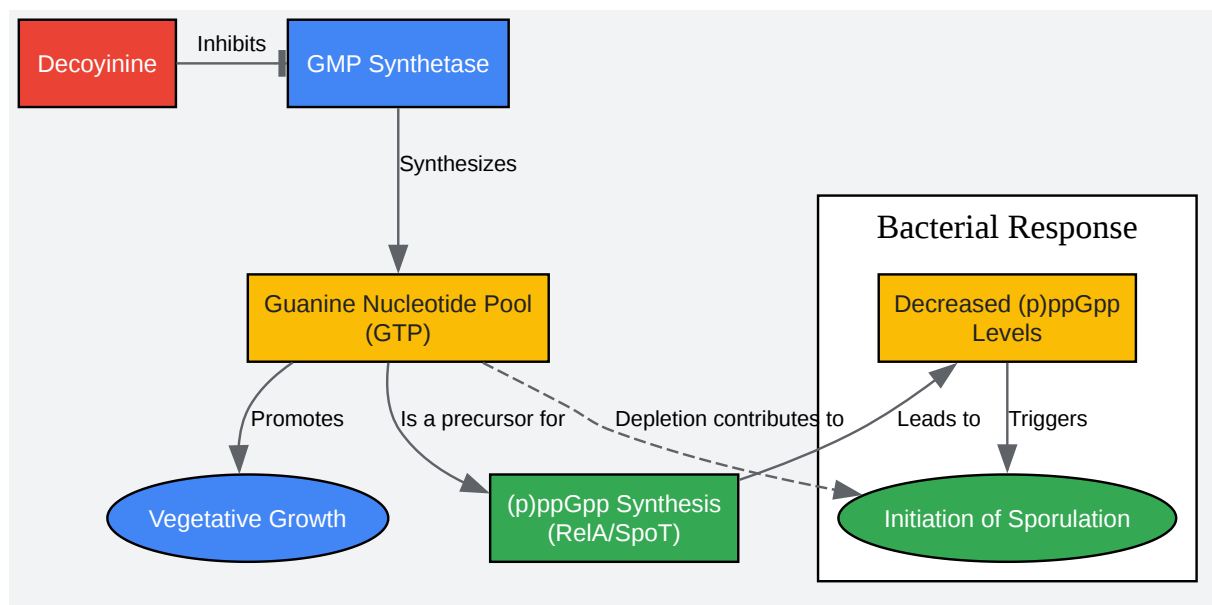 Decoyinine
Inhibits
GMP Synthetase
Synthesizes
Bacterial Response
Guanine Nucleotide Pool
(GTP)
Decreased (p)ppGpp
Levels
Promotes
Is a precursor for
Depletion contributes to
Leads to
Triggers
Vegetative Growth
(p)ppGpp Synthesis
(RelA/SpoT)
Initiation of Sporulation